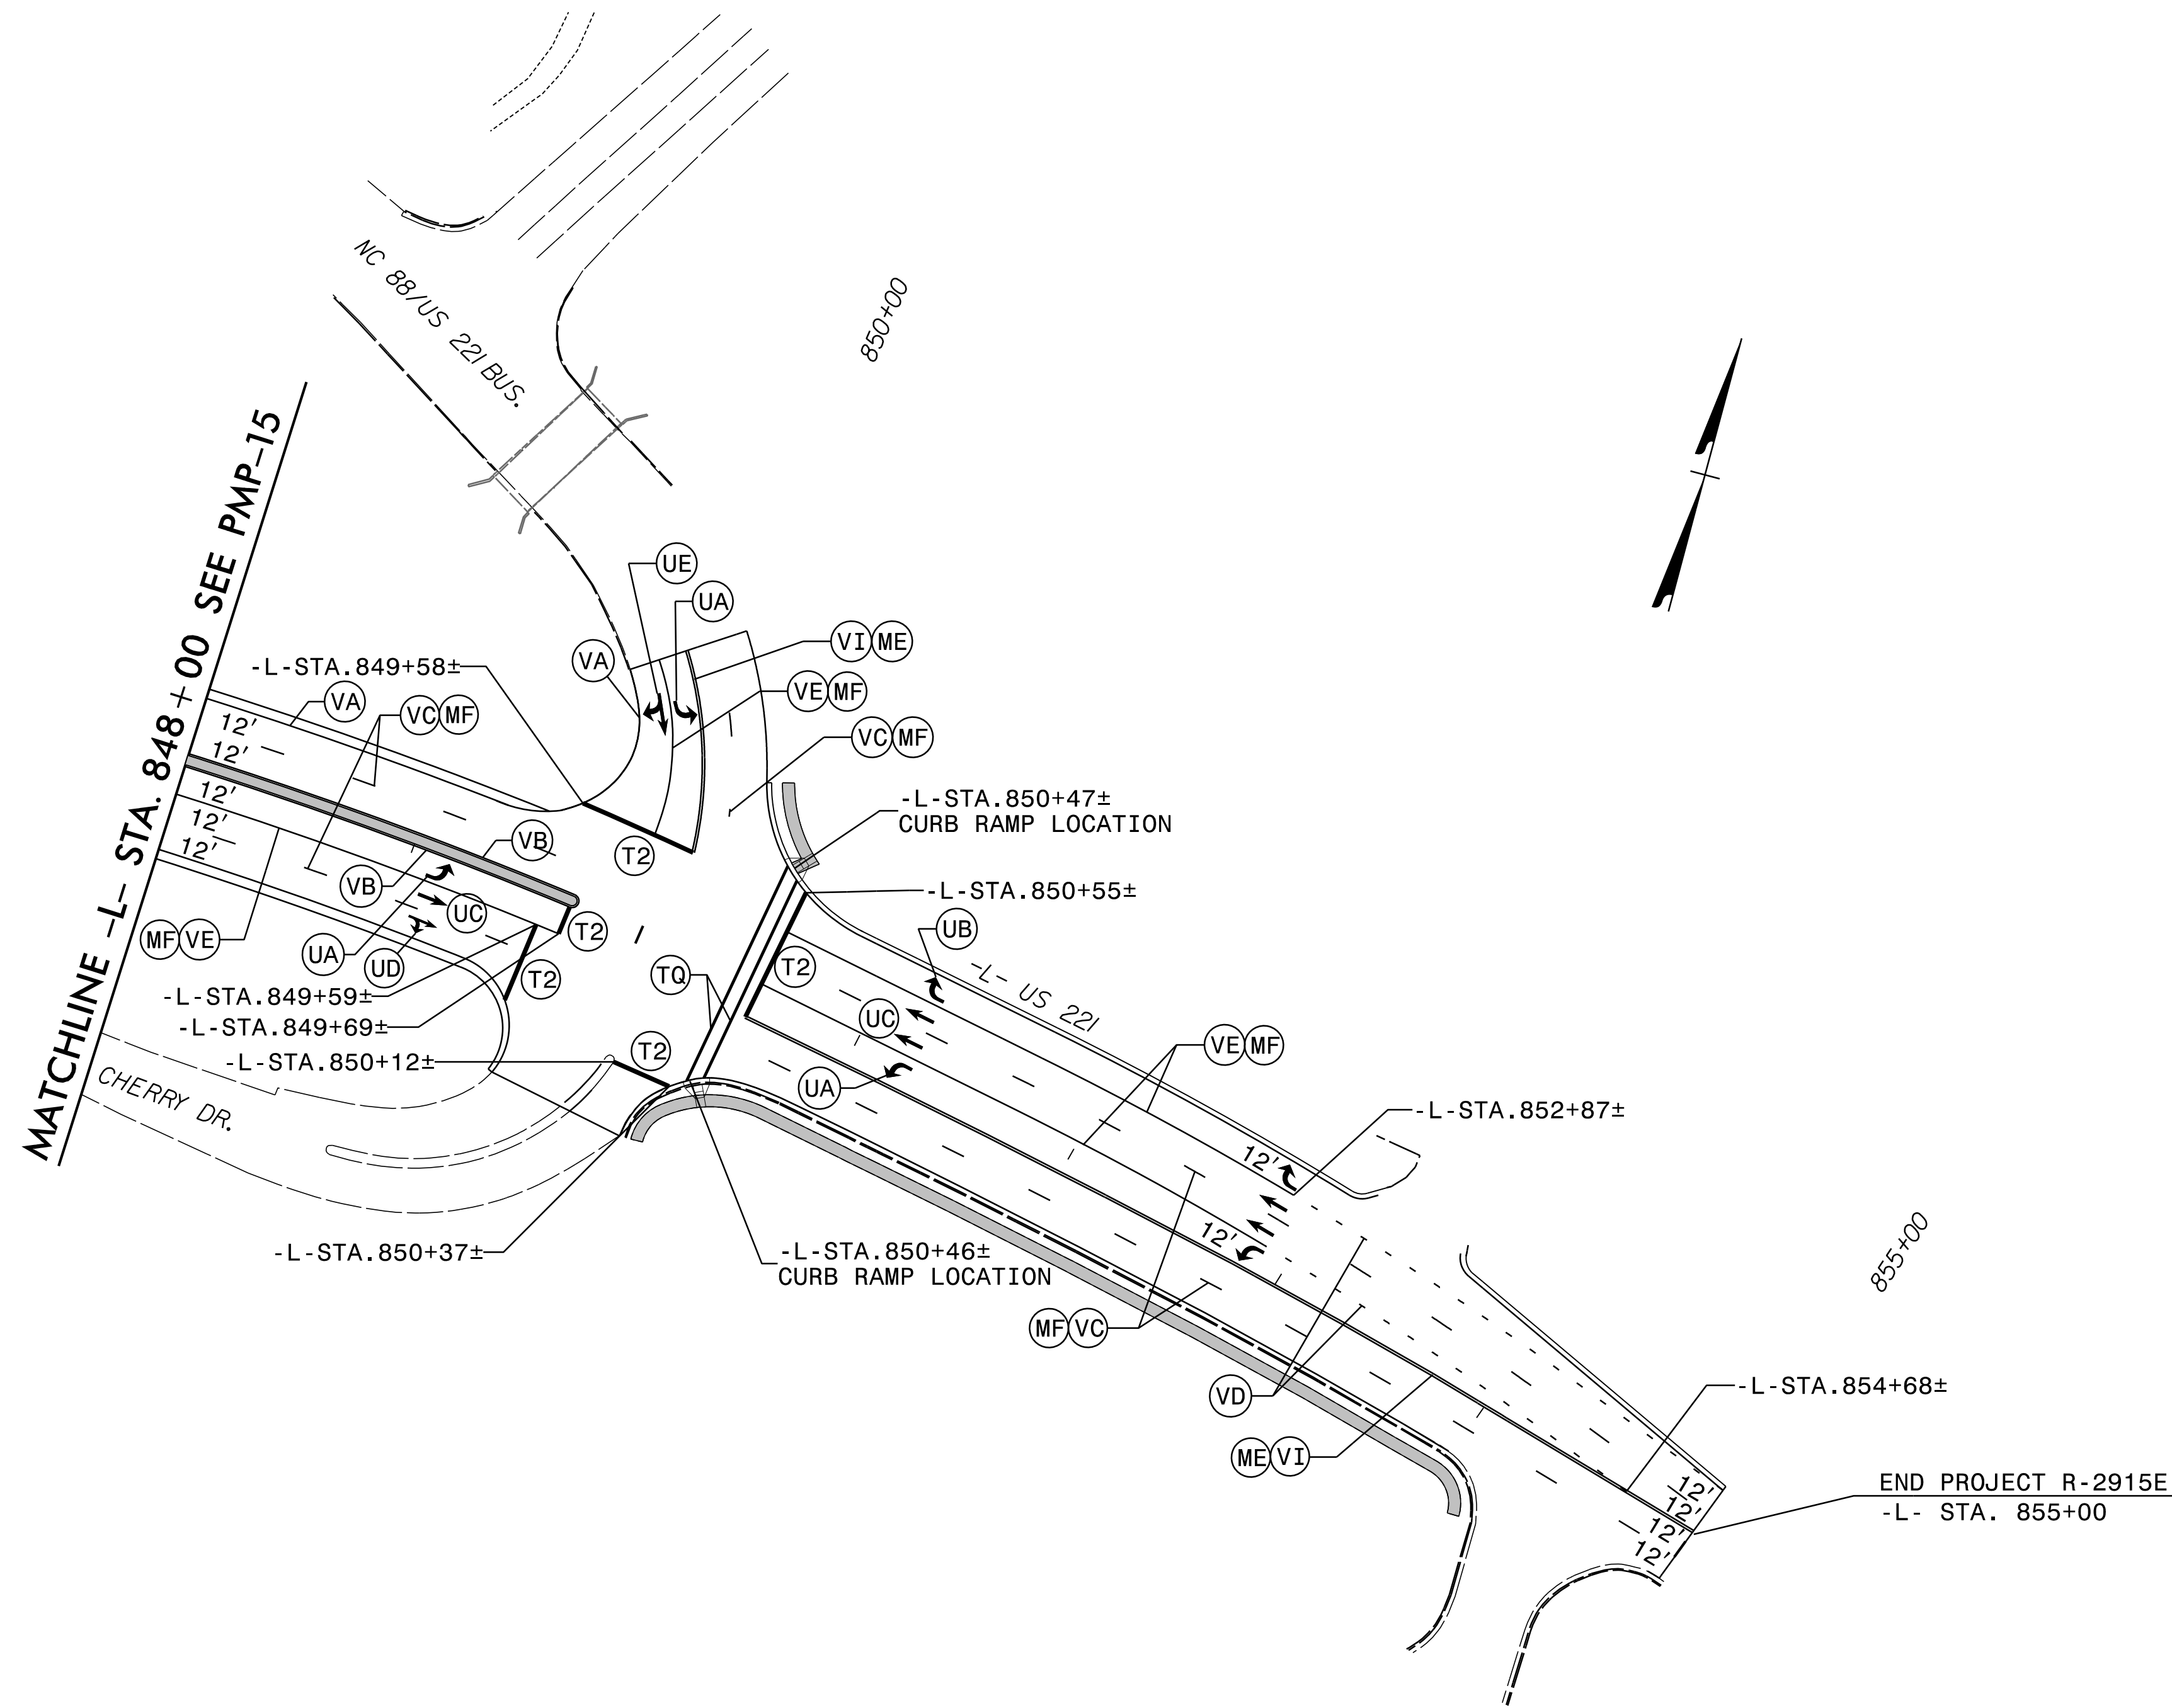 NC 88/US 221 BUS.
850+00
MATCHLINE -L- STA. 848+00 SEE PMP-15
UE
UA
VI ME
VA
-L-STA.849+58±
VE MF
VA
VC MF
12'
12'
VC MF
12'
12'
12'
-L-STA.850+47±
CURB RAMP LOCATION
VB
T2
VB
-L-STA.850+55±
UC
T2
UB
MF VE
UA
UD
T2
TQ
T2
-L- US 221
-L-STA.849+59±
-L-STA.849+69±
UC
VE MF
-L-STA.850+12±
T2
UA
CHERRY DR.
-L-STA.852+87±
12'
12'
-L-STA.850+37±
-L-STA.850+46±
CURB RAMP LOCATION
855+00
MF VC
VD
-L-STA.854+68±
ME VI
12'
12'
12'
12'
END PROJECT R-2915E
-L- STA. 855+00